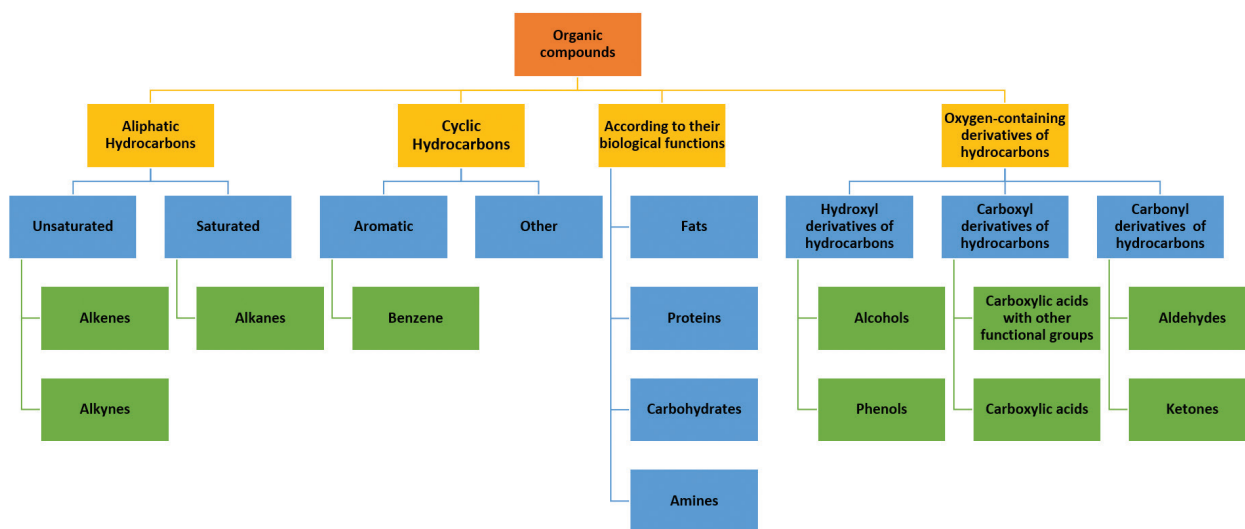 Organic
compounds
Aliphatic
Hydrocarbons
Cyclic
Hydrocarbons
According to their
biological functions
Oxygen-containing
derivatives of
hydrocarbons
Unsaturated
Saturated
Aromatic
Other
Fats
Hydroxyl
derivatives of
hydrocarbons
Carboxyl
derivatives of
hydrocarbons
Carbonyl
derivatives of
hydrocarbons
Alkenes
Alkanes
Benzene
Proteins
Alcohols
Carboxylic acids
with other
functional groups
Aldehydes
Alkynes
Carbohydrates
Phenols
Carboxylic acids
Ketones
Amines